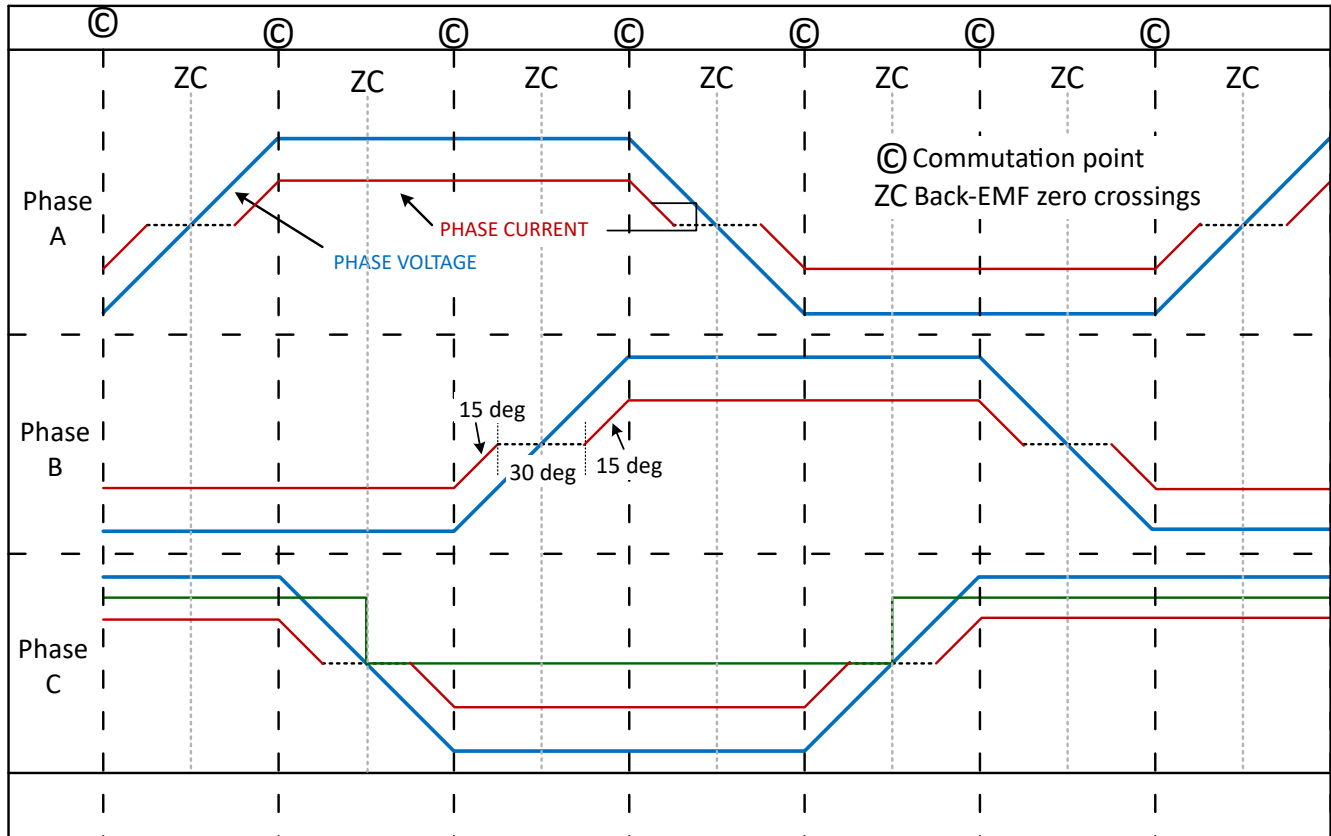 © © © © © © ©
ZC ZC ZC ZC ZC ZC ZC
© Commutation point
ZC Back-EMF zero crossings
Phase
A
PHASE CURRENT
PHASE VOLTAGE
15 deg
Phase
B
30 deg
15 deg
Phase
C